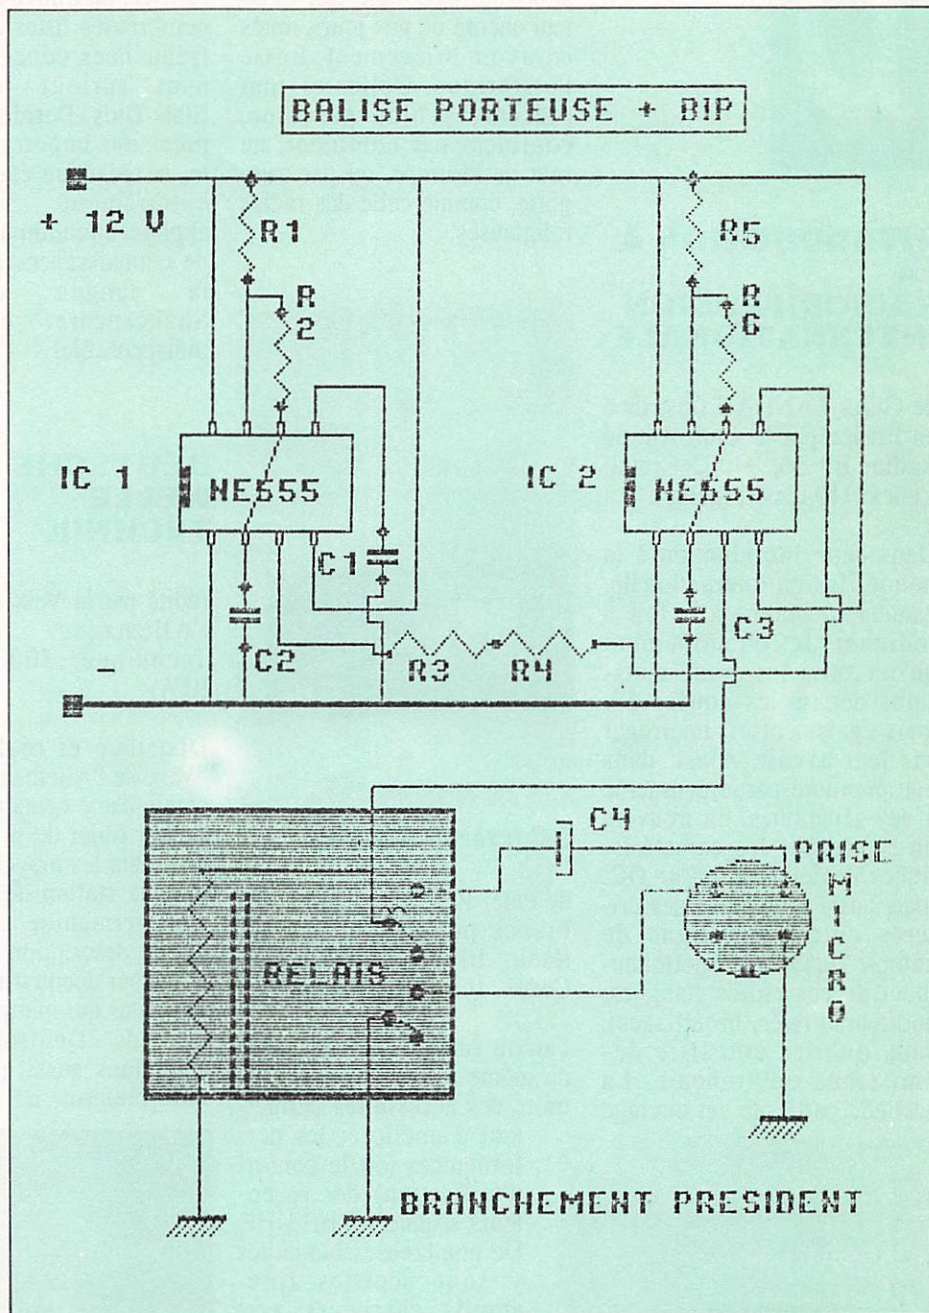 BALISE PORTEUSE + BIP
+ 12 V
R1
R5
R
2
R
6
IC 1
NE555
IC 2
NE555
C1
C2
C3
R3
R4
-
C4
PRISE
MICRO
RELAIS
BRANCHEMENT PRESIDENT